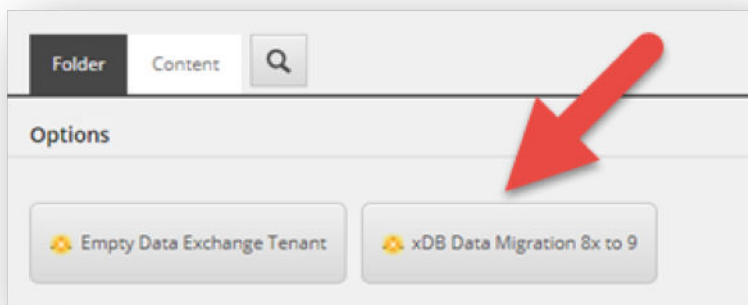 Folder Content
Options
Empty Data Exchange Tenant xDB Data Migration 8x to 9